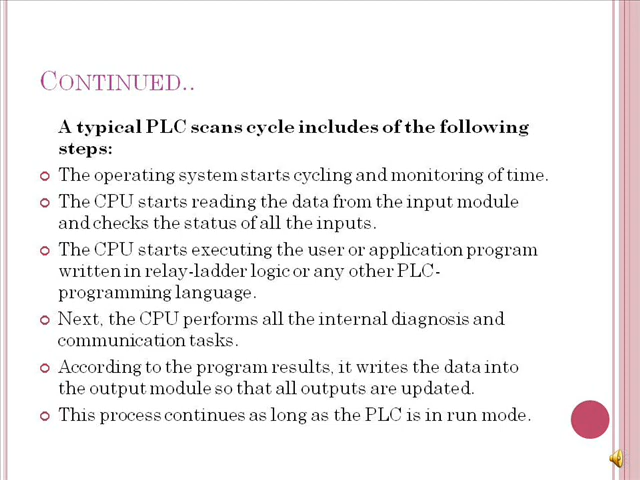 CONTINUED..
A typical PLC scans cycle includes of the following
steps:
The operating system starts cycling and monitoring of time.
The CPU starts reading the data from the input module
and checks the status of all the inputs.
The CPU starts executing the user or application program
written in relay-ladder logic or any other PLC-
programming language.
Next, the CPU performs all the internal diagnosis and
communication tasks.
According to the program results, it writes the data into
the output module so that all outputs are updated.
This process continues as long as the PLC is in run mode.